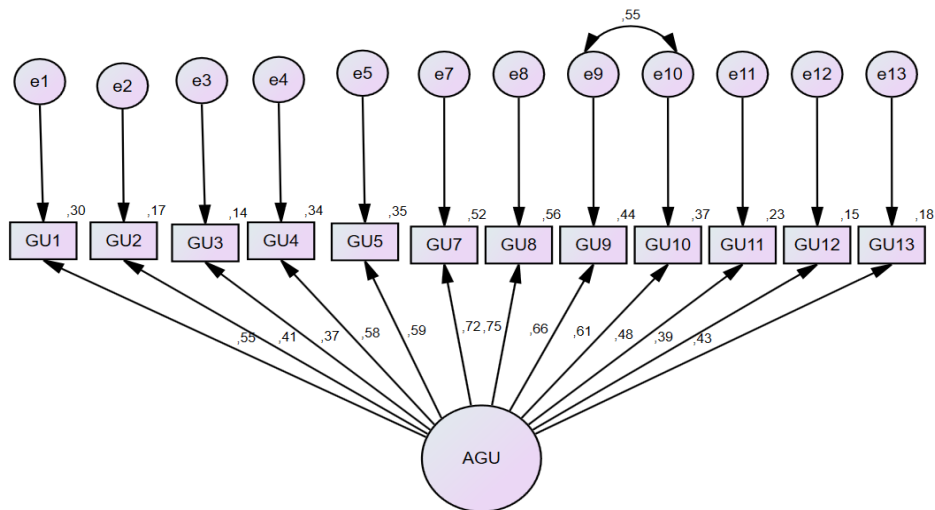 ,55
e1 e2 e3 e4 e5 e7 e8 e9 e10 e11 e12 e13
,30 ,17 ,14 ,34 ,35 ,52 ,56 ,44 ,37 ,23 ,15 ,18
GU1 GU2 GU3 GU4 GU5 GU7 GU8 GU9 GU10 GU11 GU12 GU13
,55 ,41 ,37 ,58 ,59 ,72 ,75 ,66 ,61 ,48 ,39 ,43
AGU